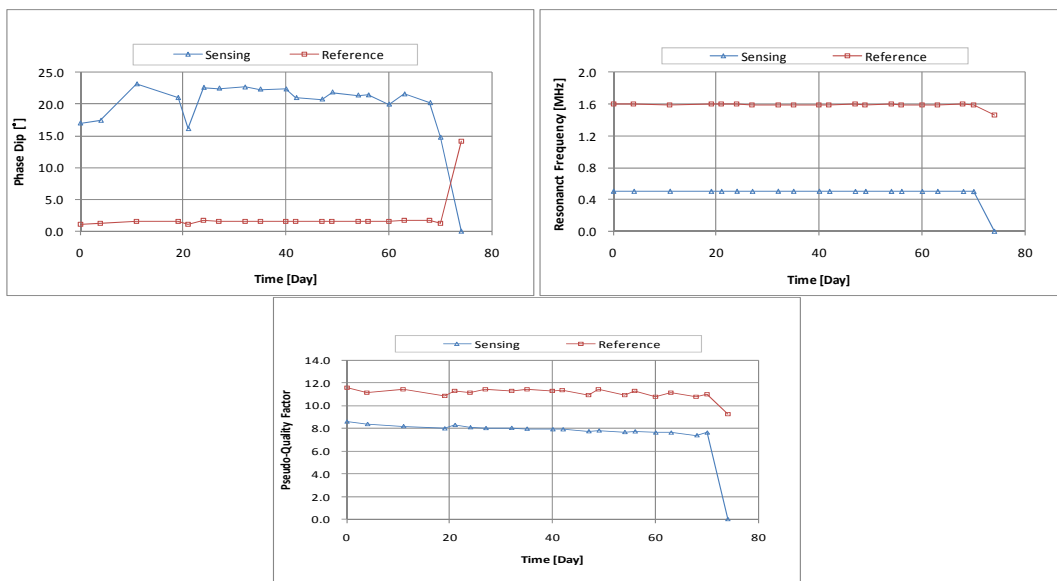 Sensing Reference
25.0
20.0
15.0
10.0
5.0
0.0
Phase Dip [°]
0 20 40 60 80
Time [Day]
Sensing Reference
2.0
1.6
1.2
0.8
0.4
0.0
Resonanct Frequency [MHz]
0 20 40 60 80
Time [Day]
Sensing Reference
14.0
12.0
10.0
8.0
6.0
4.0
2.0
0.0
Pseudo-Quality Factor
0 20 40 60 80
Time [Day]